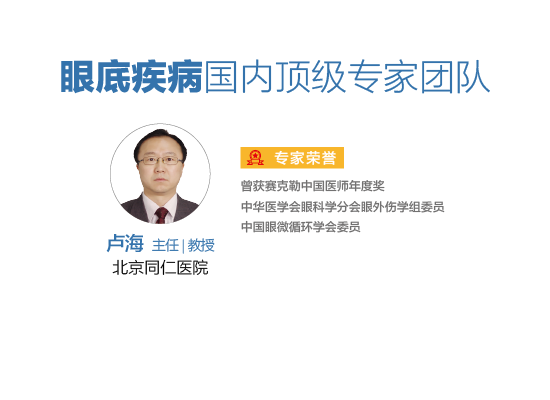 眼底疾病国内顶级专家团队
专家荣誉
曾获赛克勒中国医师年度奖
中华医学会眼科学分会眼外伤学组委员
中国眼微循环学会委员
卢海 主任|教授
北京同仁医院